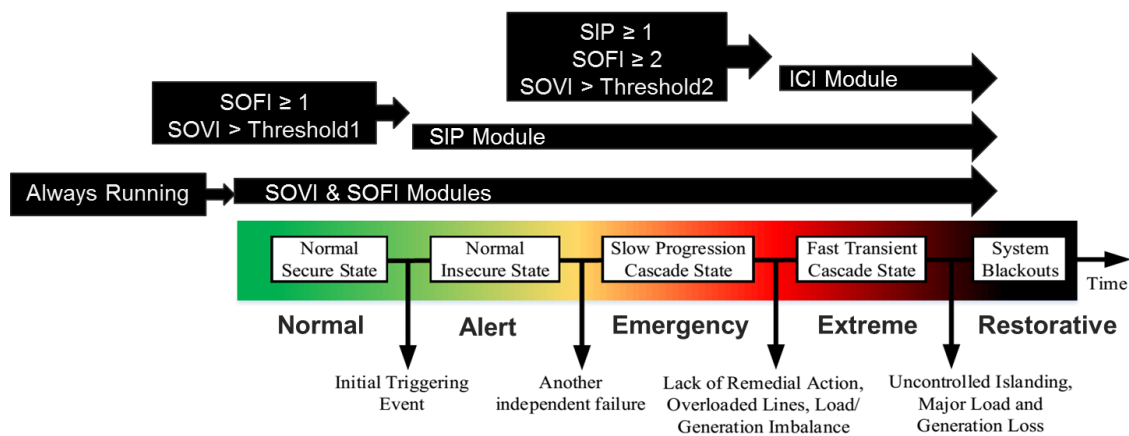 SIP ≥ 1
SOFI ≥ 2
SOVI > Threshold2
ICI Module
SOFI ≥ 1
SOVI > Threshold1
SIP Module
Always Running
SOVI & SOFI Modules
Normal
Secure State
Normal
Insecure State
Slow Progression
Cascade State
Fast Transient
Cascade State
System
Blackouts
Time
Normal
Alert
Emergency
Extreme
Restorative
Initial Triggering
Event
Another
independent failure
Lack of Remedial Action,
Overloaded Lines, Load/
Generation Imbalance
Uncontrolled Islanding,
Major Load and
Generation Loss